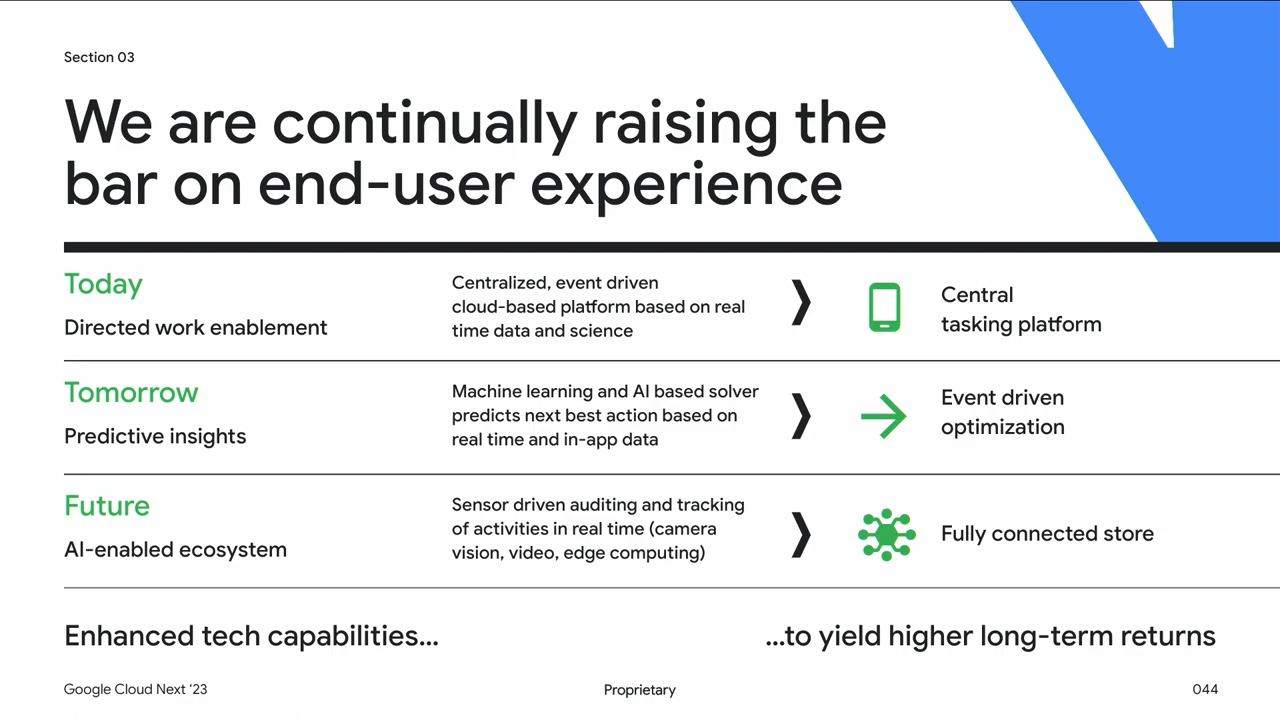 Section 03
We are continually raising the
bar on end-user experience
Today
Directed work enablement
Centralized, event driven
cloud-based platform based on real
time data and science
Central
tasking platform
Tomorrow
Predictive insights
Machine learning and AI based solver
predicts next best action based on
real time and in-app data
Event driven
optimization
Future
AI-enabled ecosystem
Sensor driven auditing and tracking
of activities in real time (camera
vision, video, edge computing)
Fully connected store
Enhanced tech capabilities...
...to yield higher long-term returns
Google Cloud Next ‘23
Proprietary
044